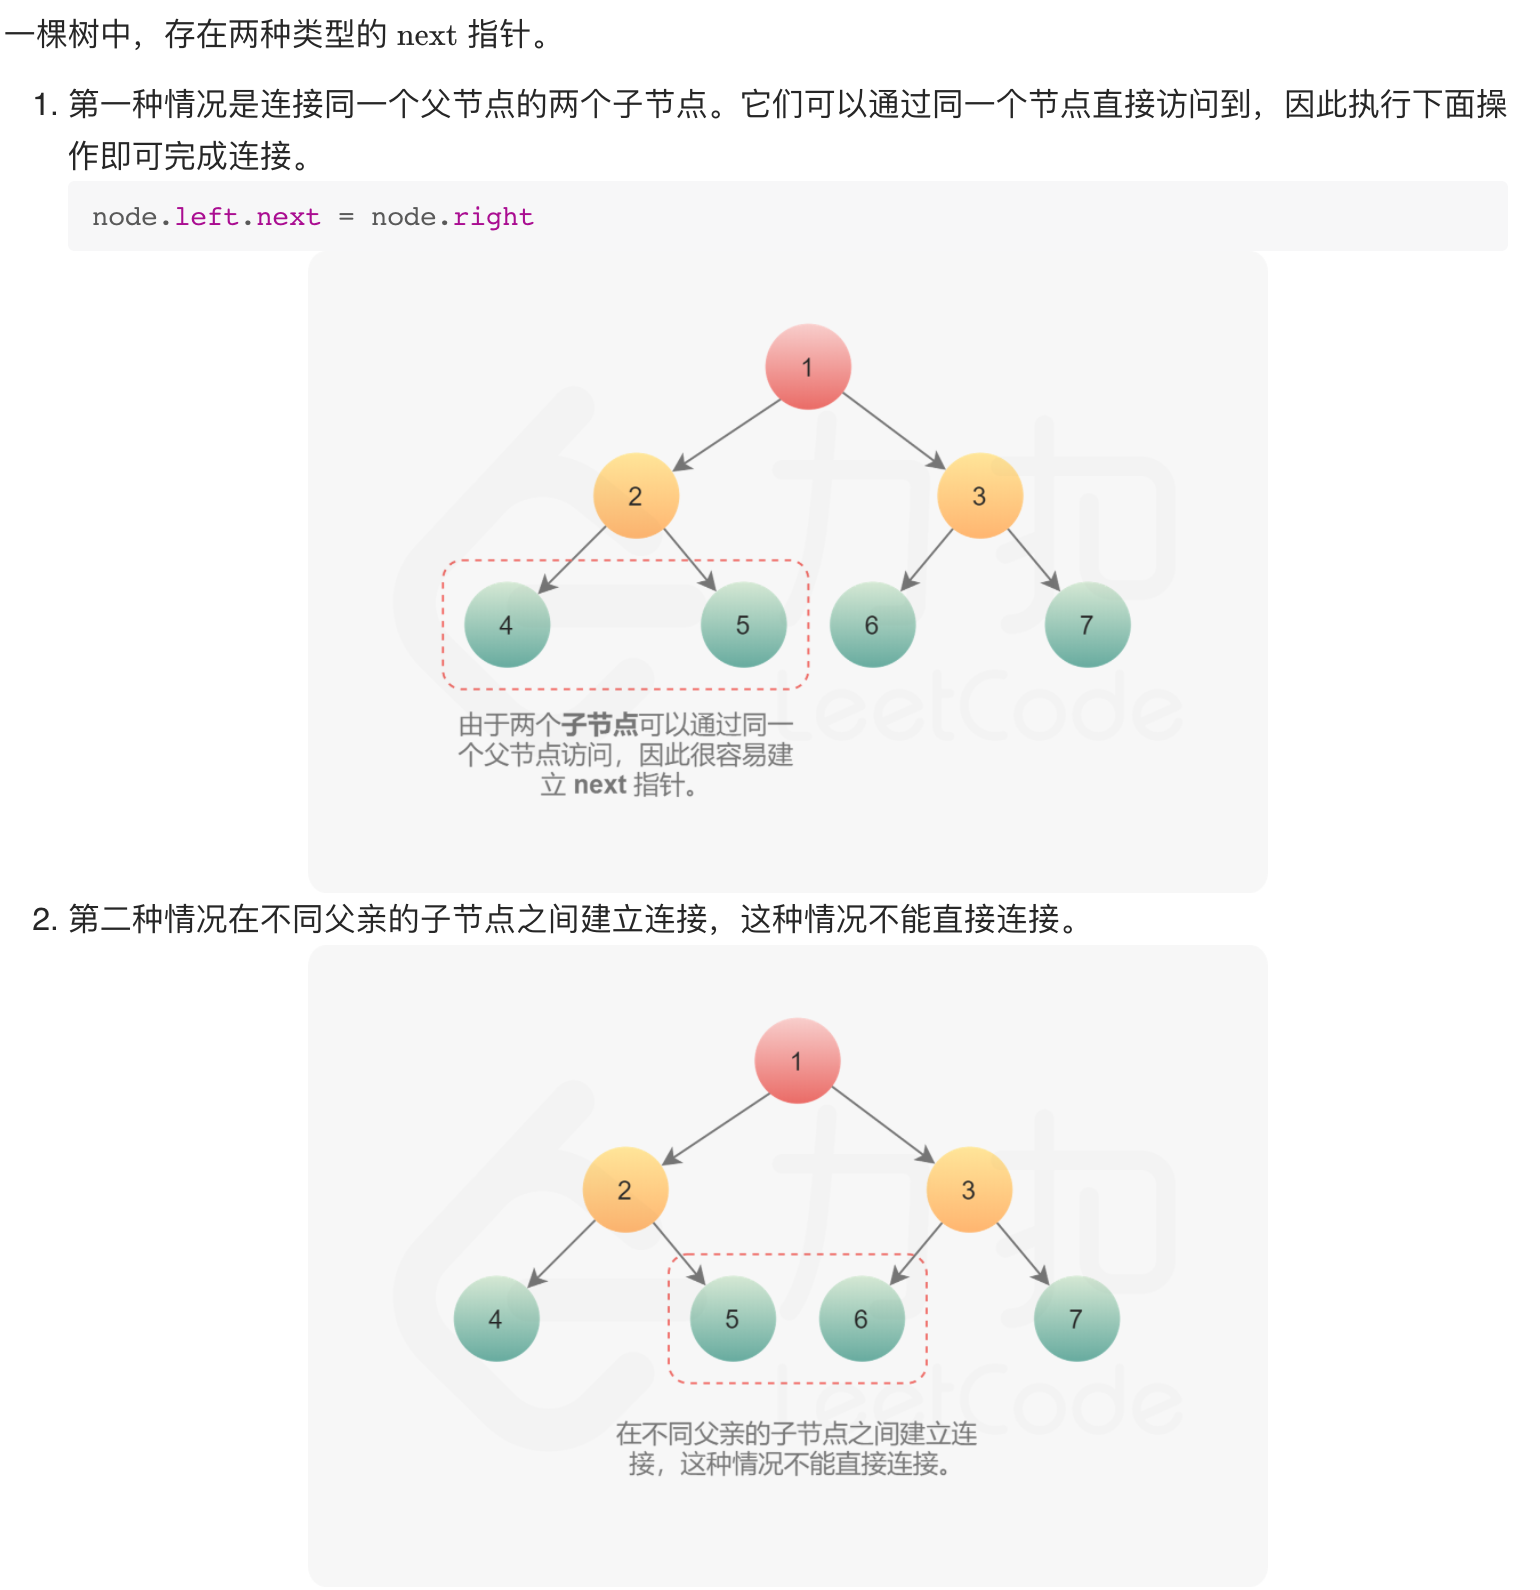 一棵树中，存在两种类型的 next 指针。
1. 第一种情况是连接同一个父节点的两个子节点。它们可以通过同一个节点直接访问到，因此执行下面操
作即可完成连接。
node.left.next = node.right
1
2
3
4
5
6
7
力扣
LeetCode
由于两个子节点可以通过同一
个父节点访问，因此很容易建
立 next 指针。
2. 第二种情况在不同父亲的子节点之间建立连接，这种情况不能直接连接。
1
2
3
4
5
6
7
力扣
LeetCode
在不同父亲的子节点之间建立连
接，这种情况不能直接连接。